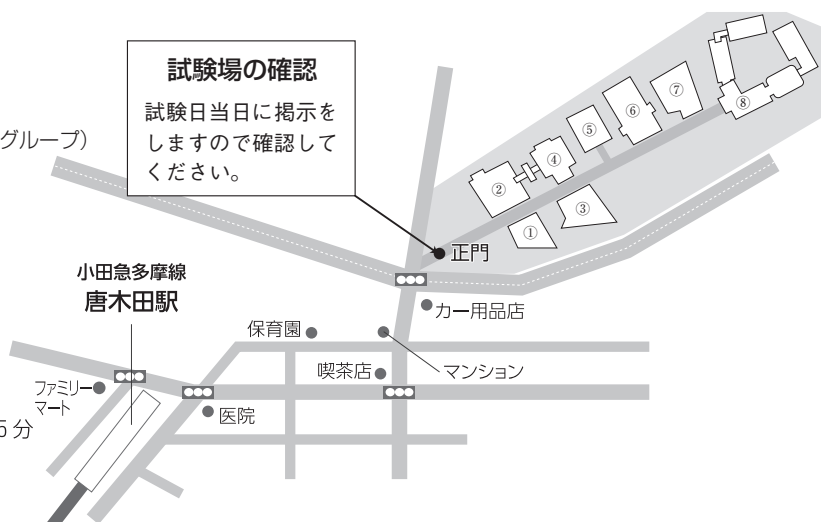 試験場の確認
試験日当日に掲示を
しますので確認して
ください。
グループ）
⑦
⑧
⑥
⑤
④
②
③
①
正門
小田急多摩線
唐木田駅
カー用品店
保育園
喫茶店
マンション
ファミリー
マート
医院
5分